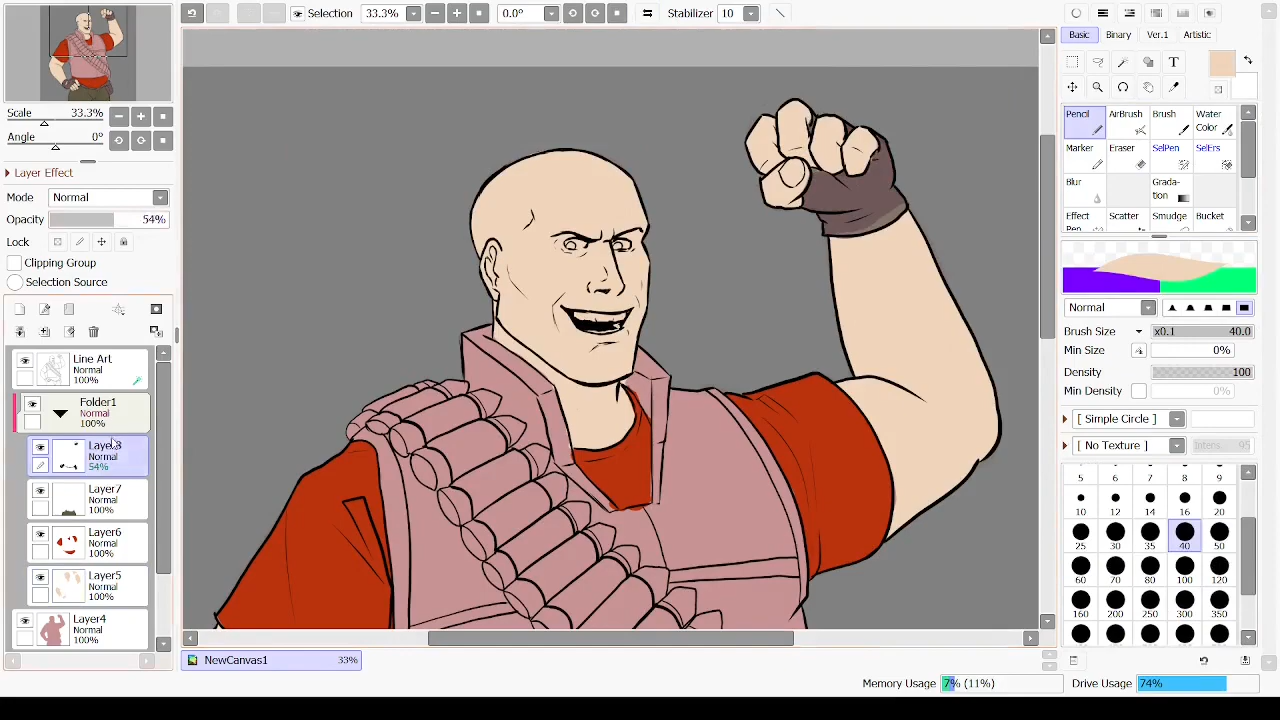 Selection 33.3% 0.0° Stabilizer 10
Scale 33.3%
Angle 0°
Layer Effect
Mode Normal
Opacity 54%
Lock
Clipping Group
Selection Source
Line Art
Normal
100%
Folder1
Normal
100%
Normal
54%
Layer7
Normal
100%
Layer6
Normal
100%
Layer5
Normal
100%
Layer4
Normal
100%
NewCanvas1
Basic Binary Ver.1 Artistic
T
Pencil AirBrush Brush Water Color
Marker Eraser SelPen SelErs
Blur Grada-tion
Effect Pen Scatter Smudge Bucket
Normal
Brush Size x0.1 40.0
Min Size 0%
Density 100
Min Density 0%
[ Simple Circle ]
[ No Texture ] Intens. 95
5 6 7 8 9
10 12 14 16 20
25 30 35 40 50
60 70 80 100 120
160 200 250 300 350
Memory Usage 7% (11%) Drive Usage 74%